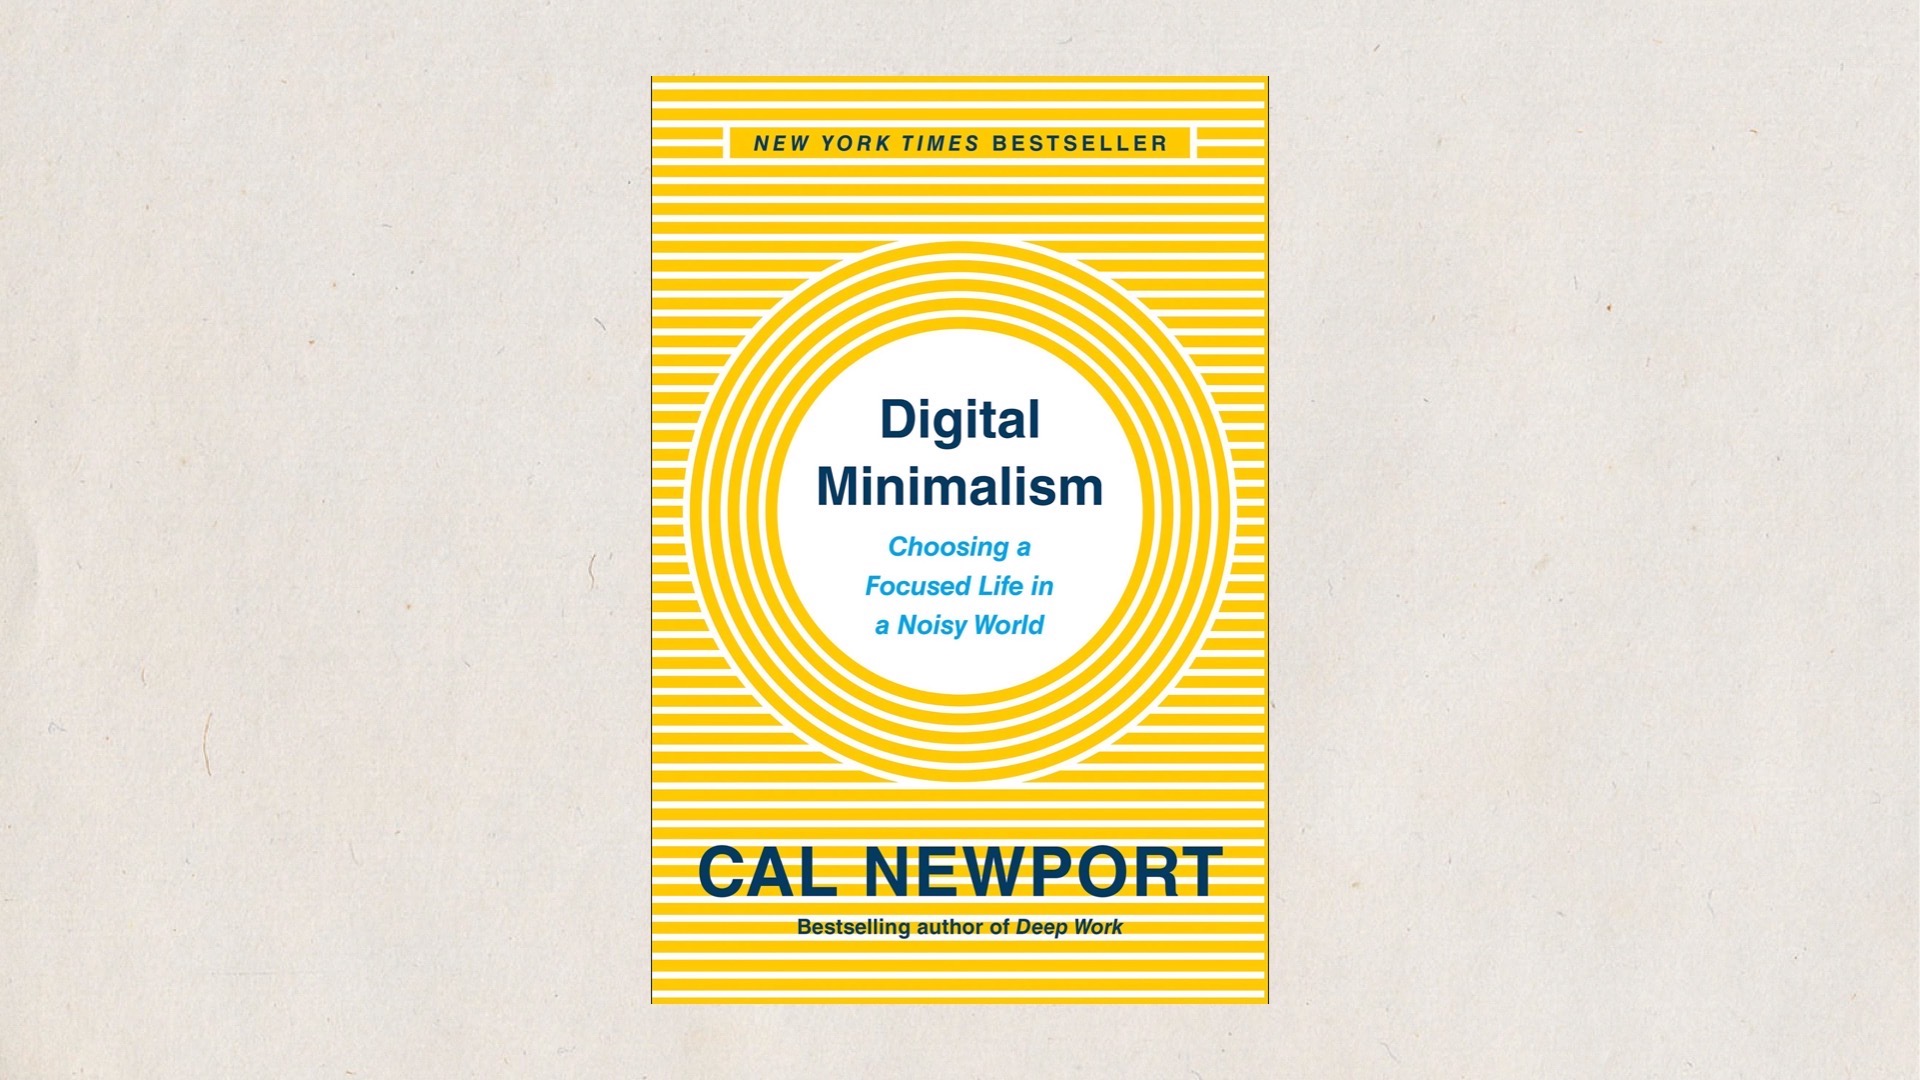 NEW YORK TIMES BESTSELLER
Digital
Minimalism
Choosing a
Focused Life in
a Noisy World
CAL NEWPORT
Bestselling author of Deep Work